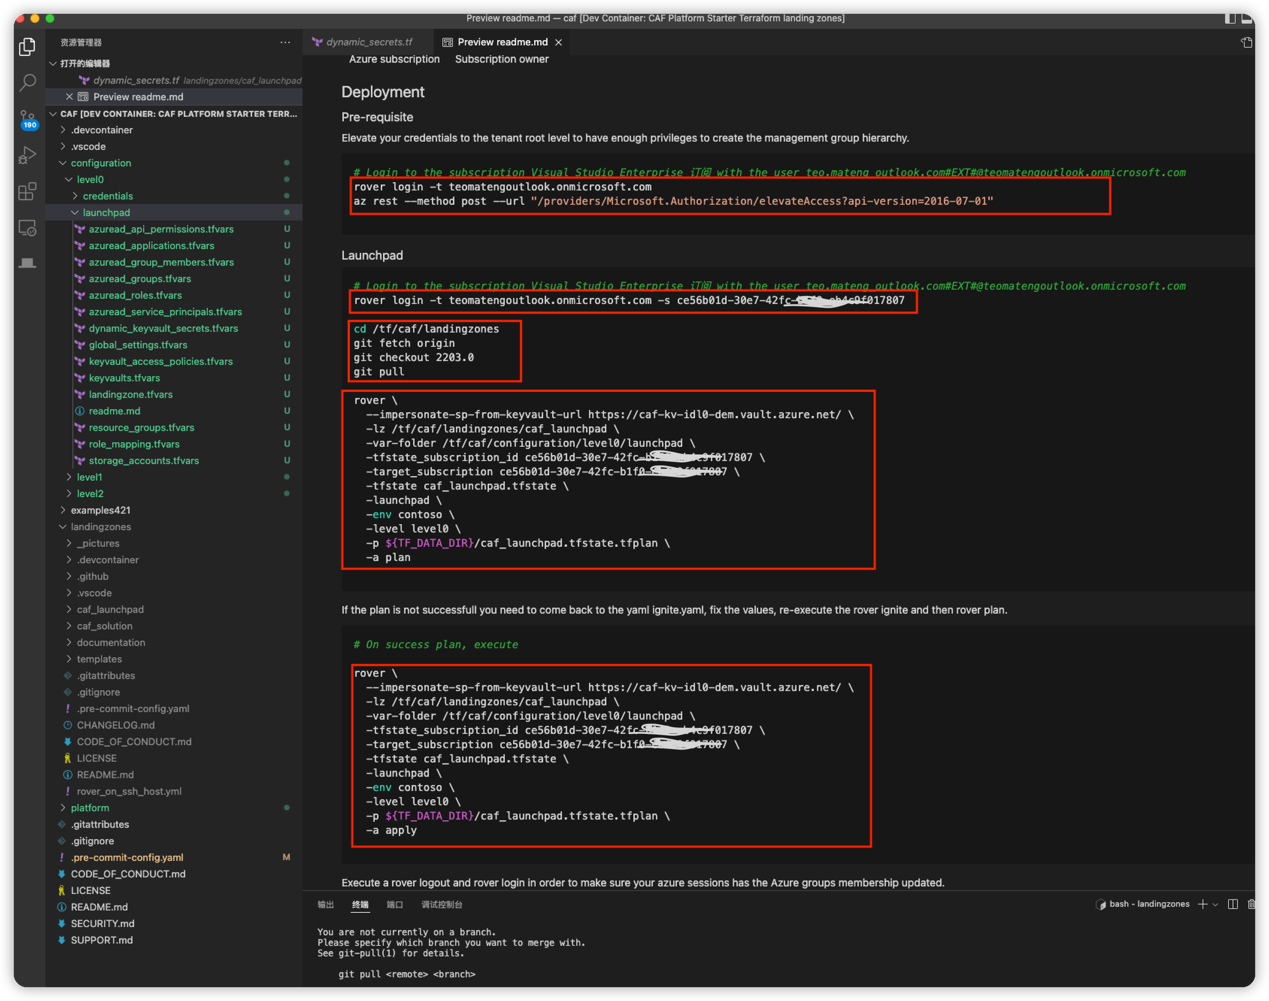 Preview readme.md — caf [Dev Container: CAF Platform Starter Terraform landing zones]
资源管理器
打开的编辑器
dynamic_secrets.tf landingzones/caf_launchpad
Preview readme.md
CAF [DEV CONTAINER: CAF PLATFORM STARTER TERR...
190
.devcontainer
.vscode
configuration
level0
credentials
launchpad
azuread_api_permissions.tfvars U
azuread_applications.tfvars U
azuread_group_members.tfvars U
azuread_groups.tfvars U
azuread_roles.tfvars U
azuread_service_principals.tfvars U
dynamic_keyvault_secrets.tfvars U
global_settings.tfvars U
keyvault_access_policies.tfvars U
keyvaults.tfvars U
landingzone.tfvars U
readme.md U
resource_groups.tfvars U
role_mapping.tfvars U
storage_accounts.tfvars U
level1
level2
examples421
landingzones
_pictures
.devcontainer
.github
.vscode
caf_launchpad
caf_solution
documentation
templates
.gitattributes
.gitignore
.pre-commit-config.yaml
CHANGELOG.md
CODE_OF_CONDUCT.md
LICENSE
README.md
rover_on_ssh_host.yml
platform
.gitattributes
.gitignore
.pre-commit-config.yaml M
CODE_OF_CONDUCT.md
LICENSE
README.md
SECURITY.md
SUPPORT.md
dynamic_secrets.tf
Preview readme.md
Azure subscription Subscription owner
Deployment
Pre-requisite
Elevate your credentials to the tenant root level to have enough privileges to create the management group hierarchy.
# Login to the subscription Visual Studio Enterprise 订阅 with the user teo.mateng_outlook.com#EXT#@teomatengoutlook.onmicrosoft.com
rover login -t teomatengoutlook.onmicrosoft.com
az rest --method post --url "/providers/Microsoft.Authorization/elevateAccess?api-version=2016-07-01"
Launchpad
# Login to the subscription Visual Studio Enterprise 订阅 with the user teo.mateng_outlook.com#EXT#@teomatengoutlook.onmicrosoft.com
rover login -t teomatengoutlook.onmicrosoft.com -s ce56b01d-30e7-42fc- 017807
cd /tf/caf/landingzones
git fetch origin
git checkout 2203.0
git pull
rover \
--impersonate-sp-from-keyvault-url https://caf-kv-idl0-dem.vault.azure.net/ \
-lz /tf/caf/landingzones/caf_launchpad \
-var-folder /tf/caf/configuration/level0/launchpad \
-tfstate_subscription_id ce56b01d-30e7-42fc- 017807 \
-target_subscription ce56b01d-30e7-42fc-b1f0- 7807 \
-tfstate caf_launchpad.tfstate \
-launchpad \
-env contoso \
-level level0 \
-p ${TF_DATA_DIR}/caf_launchpad.tfstate.tfplan \
-a plan
If the plan is not successfull you need to come back to the yaml ignite.yaml, fix the values, re-execute the rover ignite and then rover plan.
# On success plan, execute
rover \
--impersonate-sp-from-keyvault-url https://caf-kv-idl0-dem.vault.azure.net/ \
-lz /tf/caf/landingzones/caf_launchpad \
-var-folder /tf/caf/configuration/level0/launchpad \
-tfstate_subscription_id ce56b01d-30e7-42fc- 017807 \
-target_subscription ce56b01d-30e7-42fc-b1f0- 7807 \
-tfstate caf_launchpad.tfstate \
-launchpad \
-env contoso \
-level level0 \
-p ${TF_DATA_DIR}/caf_launchpad.tfstate.tfplan \
-a apply
Execute a rover logout and rover login in order to make sure your azure sessions has the Azure groups membership updated.
输出 终端 端口 调试控制台
bash - landingzones
You are not currently on a branch.
Please specify which branch you want to merge with.
See git-pull(1) for details.
git pull <remote> <branch>